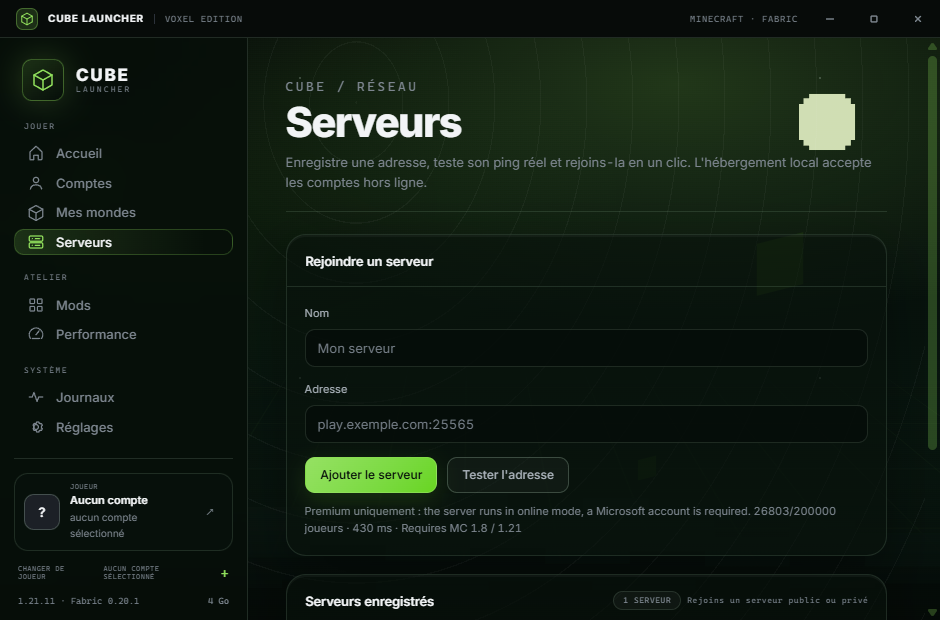 CUBE LAUNCHER VOXEL EDITION MINECRAFT · FABRIC
CUBE
LAUNCHER
JOUER
Accueil
Comptes
Mes mondes
Serveurs
ATELIER
Mods
Performance
SYSTÈME
Journaux
Réglages
?
JOUEUR
Aucun compte
aucun compte
sélectionné
↗
CHANGER DE
JOUEUR
AUCUN COMPTE
SÉLECTIONNÉ
+
1.21.11 · Fabric 0.20.1 4 Go
CUBE / RÉSEAU
Serveurs
Enregistre une adresse, teste son ping réel et rejoins-la en un clic. L'hébergement local accepte
les comptes hors ligne.
Rejoindre un serveur
Nom
Mon serveur
Adresse
play.exemple.com:25565
Ajouter le serveur Tester l'adresse
Premium uniquement : the server runs in online mode, a Microsoft account is required. 26803/200000
joueurs · 430 ms · Requires MC 1.8 / 1.21
Serveurs enregistrés 1 SERVEUR Rejoins un serveur public ou privé